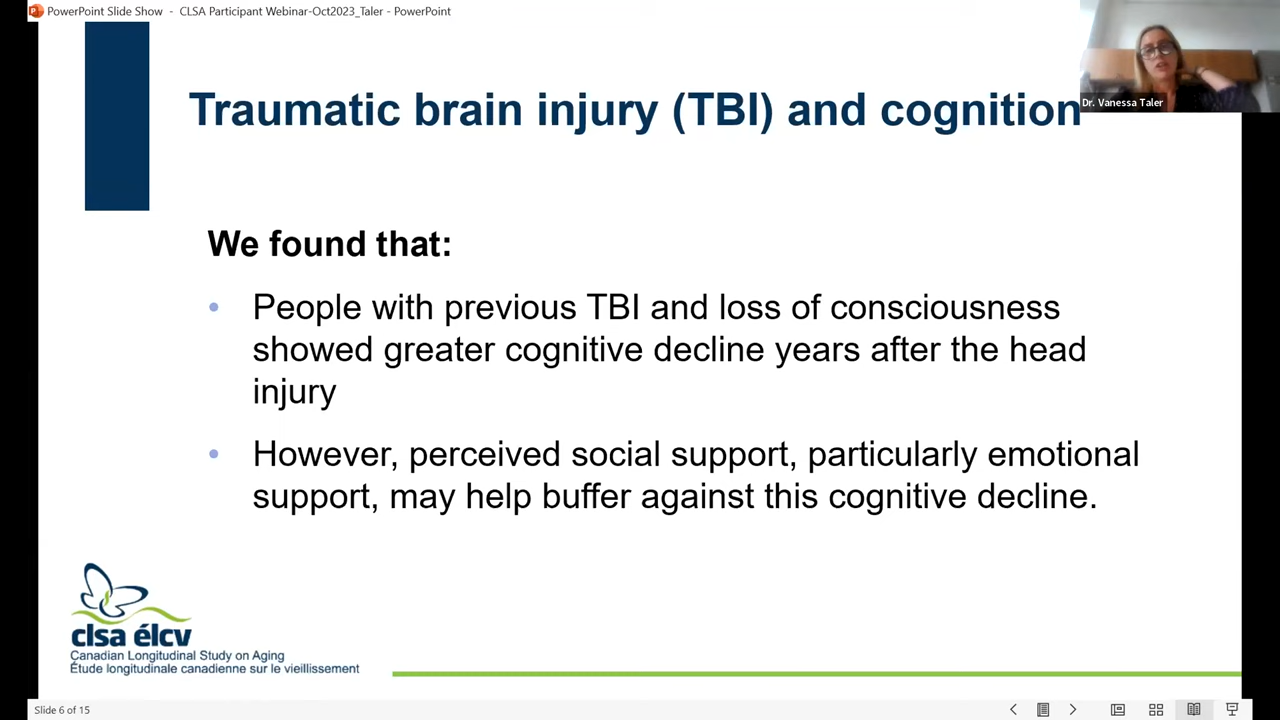 PowerPoint Slide Show - CLSA Participant Webinar-Oct2023_Taler - PowerPoint
Dr. Vanessa Taler
Traumatic brain injury (TBI) and cognition
We found that:
• People with previous TBI and loss of consciousness
showed greater cognitive decline years after the head
injury
• However, perceived social support, particularly emotional
support, may help buffer against this cognitive decline.
clsa élcv
Canadian Longitudinal Study on Aging
Étude longitudinale canadienne sur le vieillissement
Slide 6 of 15